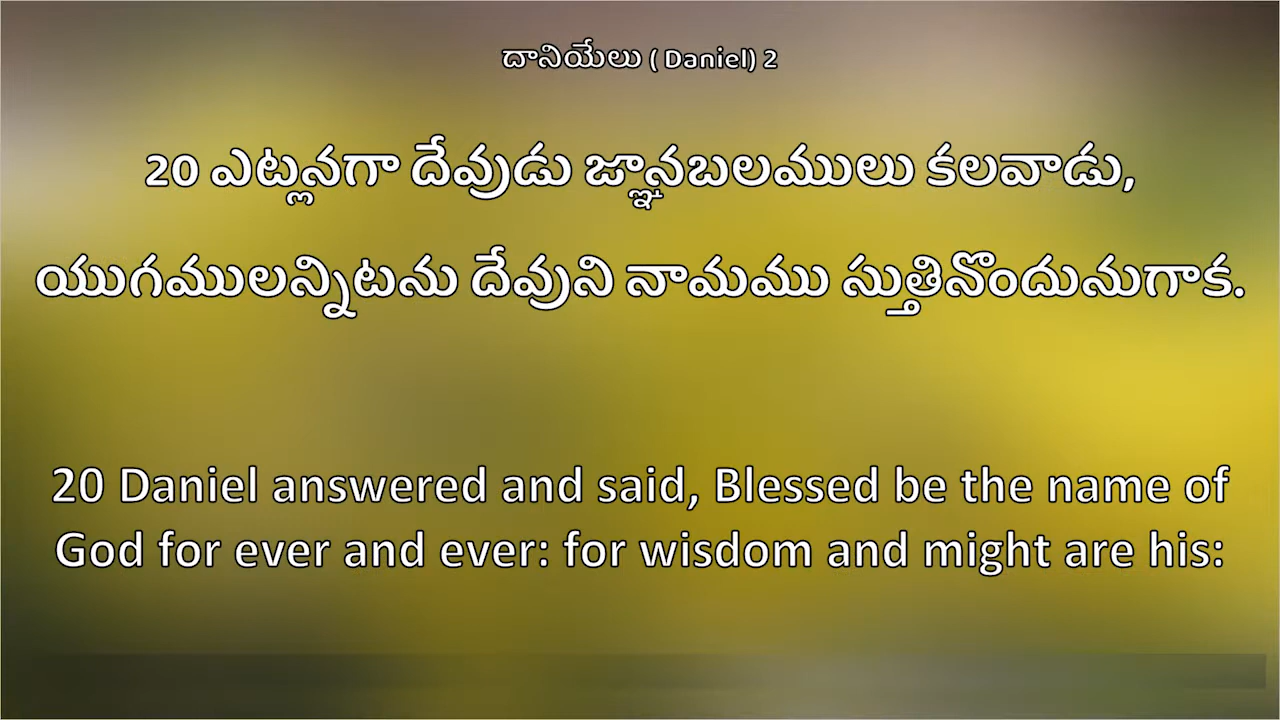 దానియేలు ( Daniel) 2
20 ఎట్లనగా దేవుడు జ్ఞానబలములు కలవాడు,
యుగములన్నిటను దేవుని నామము స్తుతినొందునుగాక.
20 Daniel answered and said, Blessed be the name of
God for ever and ever: for wisdom and might are his: